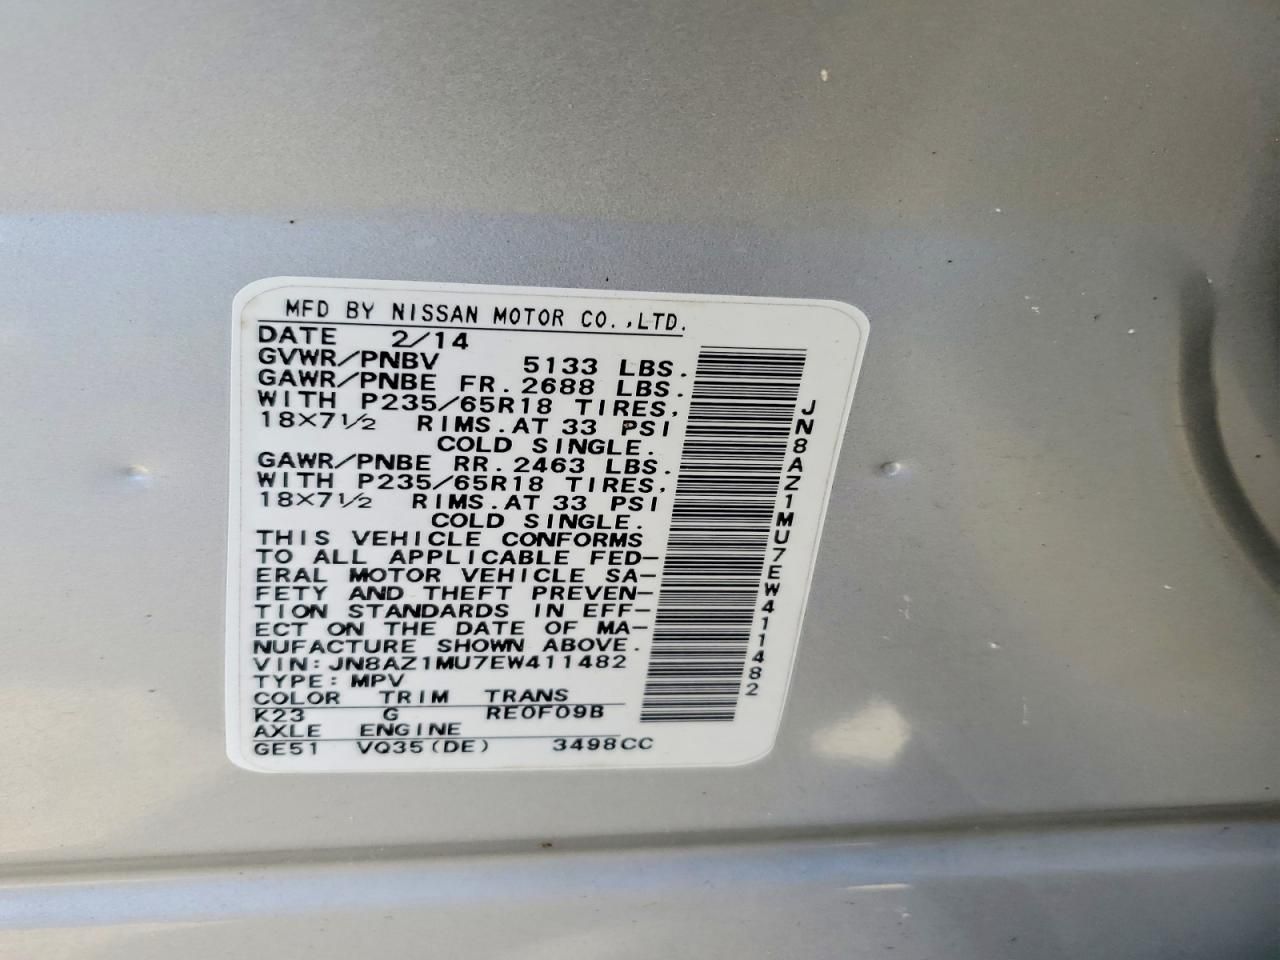 MFD BY NISSAN MOTOR CO.,LTD.
DATE 2/14
GVWR/PNBV 5133 LBS.
GAWR/PNBE FR. 2688 LBS.
WITH P235/65R18 TIRES,
18X7 1/2 RIMS. AT 33 PSI
COLD SINGLE.
GAWR/PNBE RR. 2463 LBS.
WITH P235/65R18 TIRES,
18X7 1/2 RIMS. AT 33 PSI
COLD SINGLE.
THIS VEHICLE CONFORMS
TO ALL APPLICABLE FED-
ERAL MOTOR VEHICLE SA-
FETY AND THEFT PREVEN-
TION STANDARDS IN EFF-
ECT ON THE DATE OF MA-
NUFACTURE SHOWN ABOVE.
VIN: JN8AZ1MU7EW411482
TYPE: MPV
COLOR TRIM TRANS
K23 G RE0F09B
AXLE ENGINE
GE51 VQ35(DE) 3498CC
JN8AZ1MU7EW411482